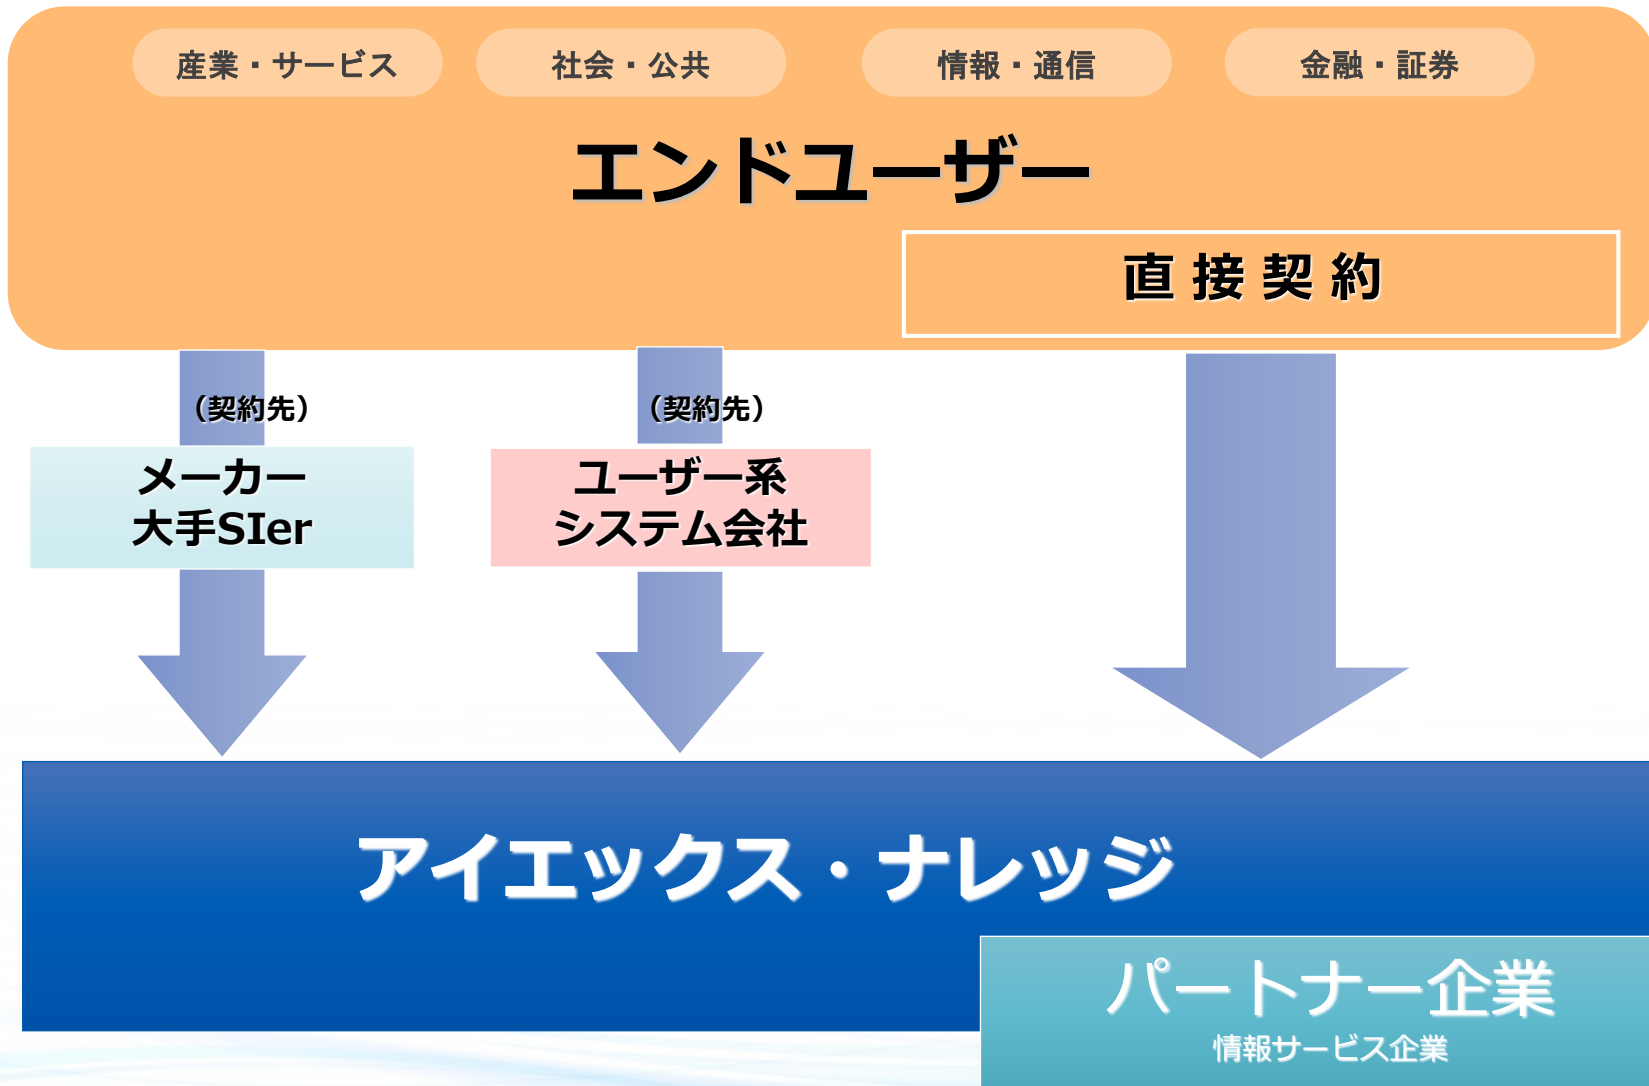 産業・サービス
社会・公共
情報・通信
金融・証券
エンドユーザー
直接契約
（契約先）
（契約先）
メーカー
大手SIer
ユーザー系
システム会社
アイエックス・ナレッジ
パートナー企業
情報サービス企業